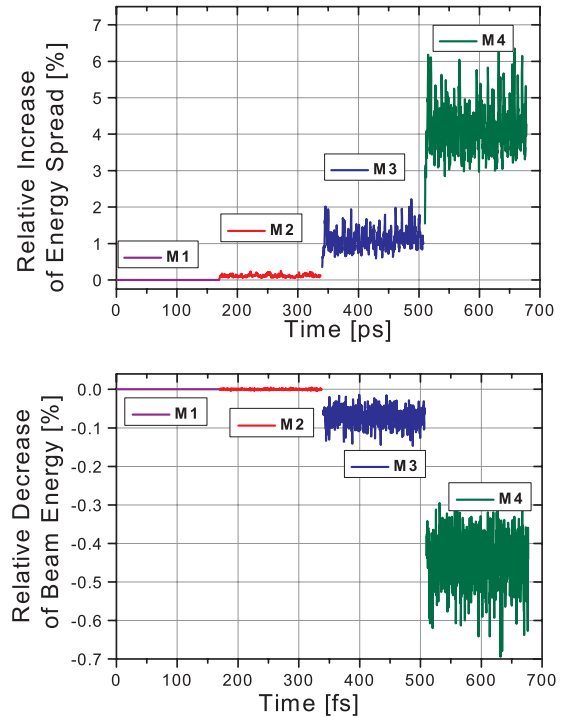 Relative Increase
of Energy Spread [%]
7
6
5
4
3
2
1
0
M1
M2
M3
M4
0 100 200 300 400 500 600 700
Time [ps]
Relative Decrease
of Beam Energy [%]
0.0
-0.1
-0.2
-0.3
-0.4
-0.5
-0.6
-0.7
M1
M2
M3
M4
0 100 200 300 400 500 600 700
Time [fs]